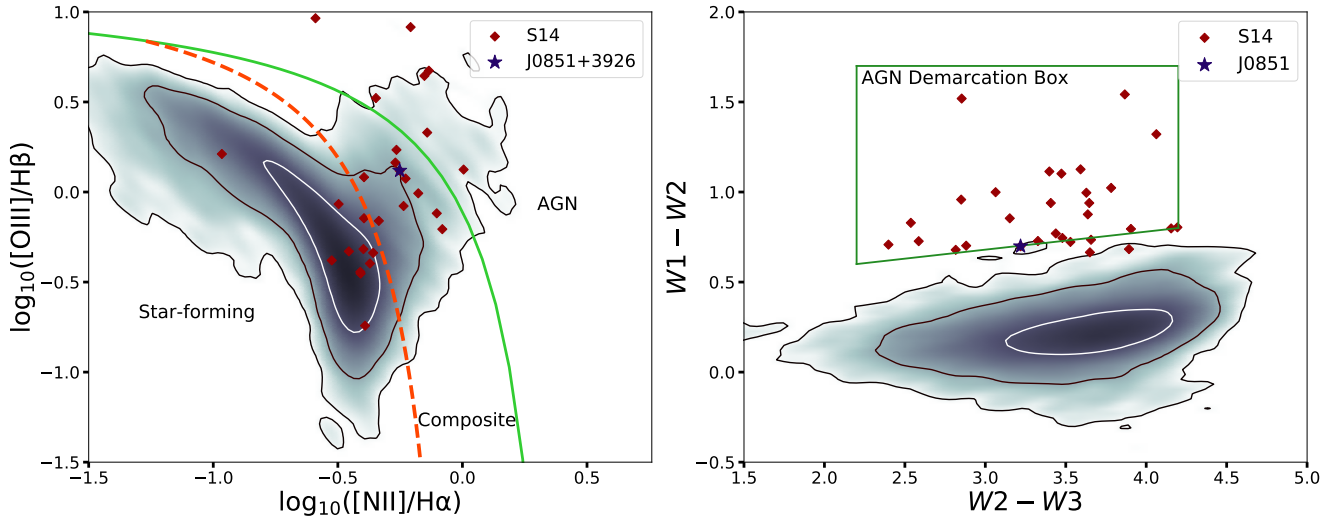 1.0
0.5
0.0
−0.5
−1.0
−1.5
−1.5
−1.0
−0.5
0.0
0.5
log₁₀([OIII]/Hβ)
log₁₀([NII]/Hα)
S14
J0851+3926
AGN
Star-forming
Composite
2.0
1.5
1.0
0.5
0.0
−0.5
1.5
2.0
2.5
3.0
3.5
4.0
4.5
5.0
W1 − W2
W2 − W3
S14
J0851
AGN Demarcation Box